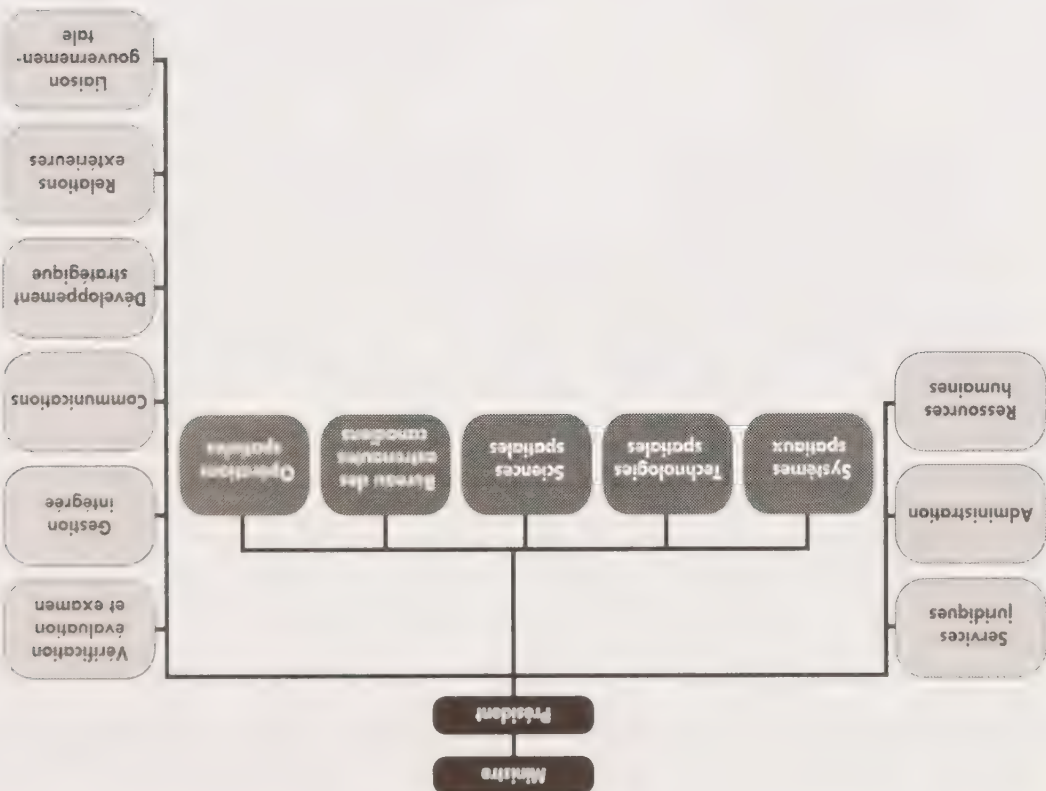 Ministre
Président
Services
juridiques
Administration
Ressources
humaines
Systèmes
spatiaux
Technologies
spatiales
Sciences
spatiales
Bureau des
astronautes
canadiens
Opérations
spatiales
Vérification
évaluation
et examen
Gestion
intégrée
Communications
Développement
stratégique
Relations
extérieures
Liaison
gouvernemen-
tale